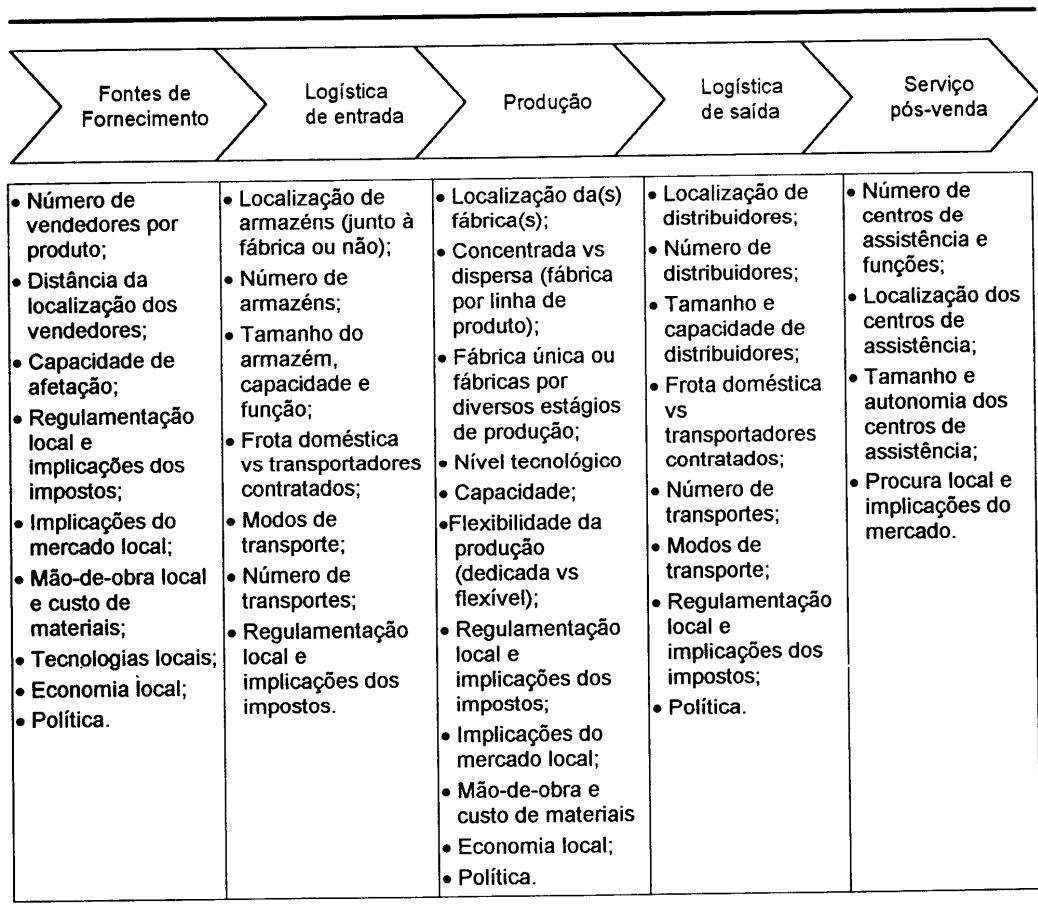 Fontes de
Fornecimento
Logística
de entrada
Produção
Logística
de saída
Serviço
pós-venda
• Número de
vendedores por
produto;
• Distância da
localização dos
vendedores;
• Capacidade de
afetação;
• Regulamentação
local e
implicações dos
impostos;
• Implicações do
mercado local;
• Mão-de-obra local
e custo de
materiais;
• Tecnologias locais;
• Economia local;
• Política.
• Localização de
armazéns (junto à
fábrica ou não);
• Número de
armazéns;
• Tamanho do
armazém,
capacidade e
função;
• Frota doméstica
vs transportadores
contratados;
• Modos de
transporte;
• Número de
transportes;
• Regulamentação
local e
implicações dos
impostos.
• Localização da(s)
fábrica(s);
• Concentrada vs
dispersa (fábrica
por linha de
produto);
• Fábrica única ou
fábricas por
diversos estágios
de produção;
• Nível tecnológico
• Capacidade;
•Flexibilidade da
produção
(dedicada vs
flexível);
• Regulamentação
local e
implicações dos
impostos;
• Implicações do
mercado local;
• Mão-de-obra e
custo de materiais
• Economia local;
• Política.
• Localização de
distribuidores;
• Número de
distribuidores;
• Tamanho e
capacidade de
distribuidores;
• Frota doméstica
vs
transportadores
contratados;
• Número de
transportes;
• Modos de
transporte;
• Regulamentação
local e
implicações dos
impostos;
• Política.
• Número de
centros de
assistência e
funções;
• Localização dos
centros de
assistência;
• Tamanho e
autonomia dos
centros de
assistência;
• Procura local e
implicações do
mercado.